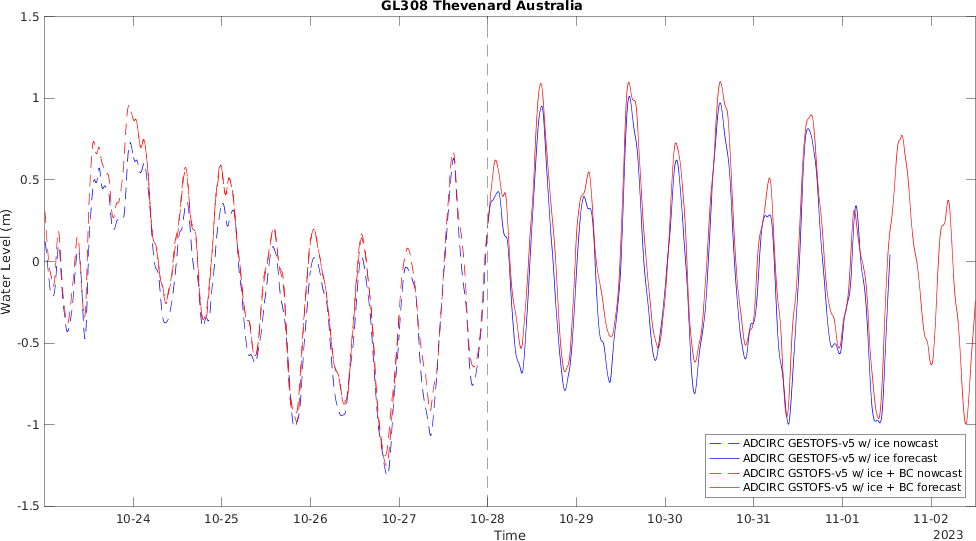 GL308 Thevenard Australia
1.5
1
0.5
0
-0.5
-1
-1.5
Water Level (m)
10-24 10-25 10-26 10-27 10-28 10-29 10-30 10-31 11-01 11-02
Time
2023
ADCIRC GESTOFS-v5 w/ ice nowcast
ADCIRC GESTOFS-v5 w/ ice forecast
ADCIRC GSTOFS-v5 w/ ice + BC nowcast
ADCIRC GSTOFS-v5 w/ ice + BC forecast